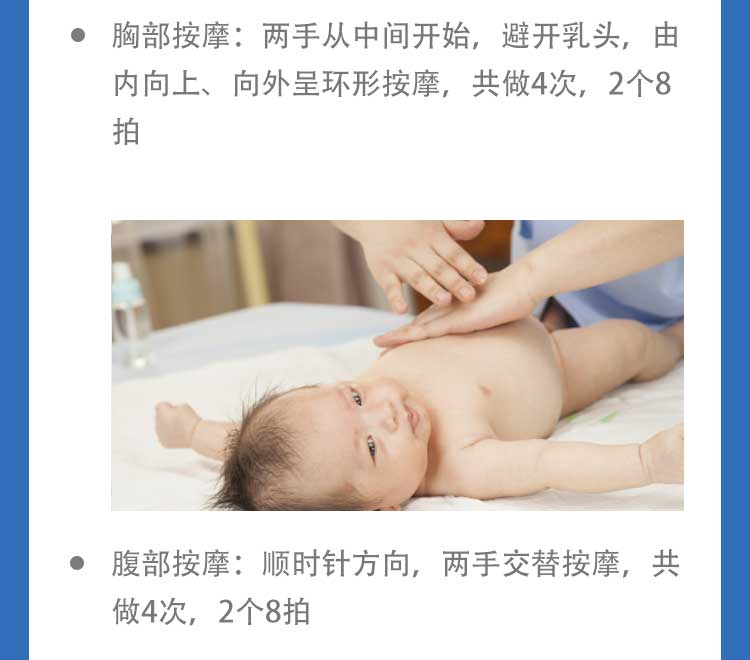 胸部按摩：两手从中间开始，避开乳头，由
内向上、向外呈环形按摩，共做4次，2个8
拍
腹部按摩：顺时针方向，两手交替按摩，共
做4次，2个8拍